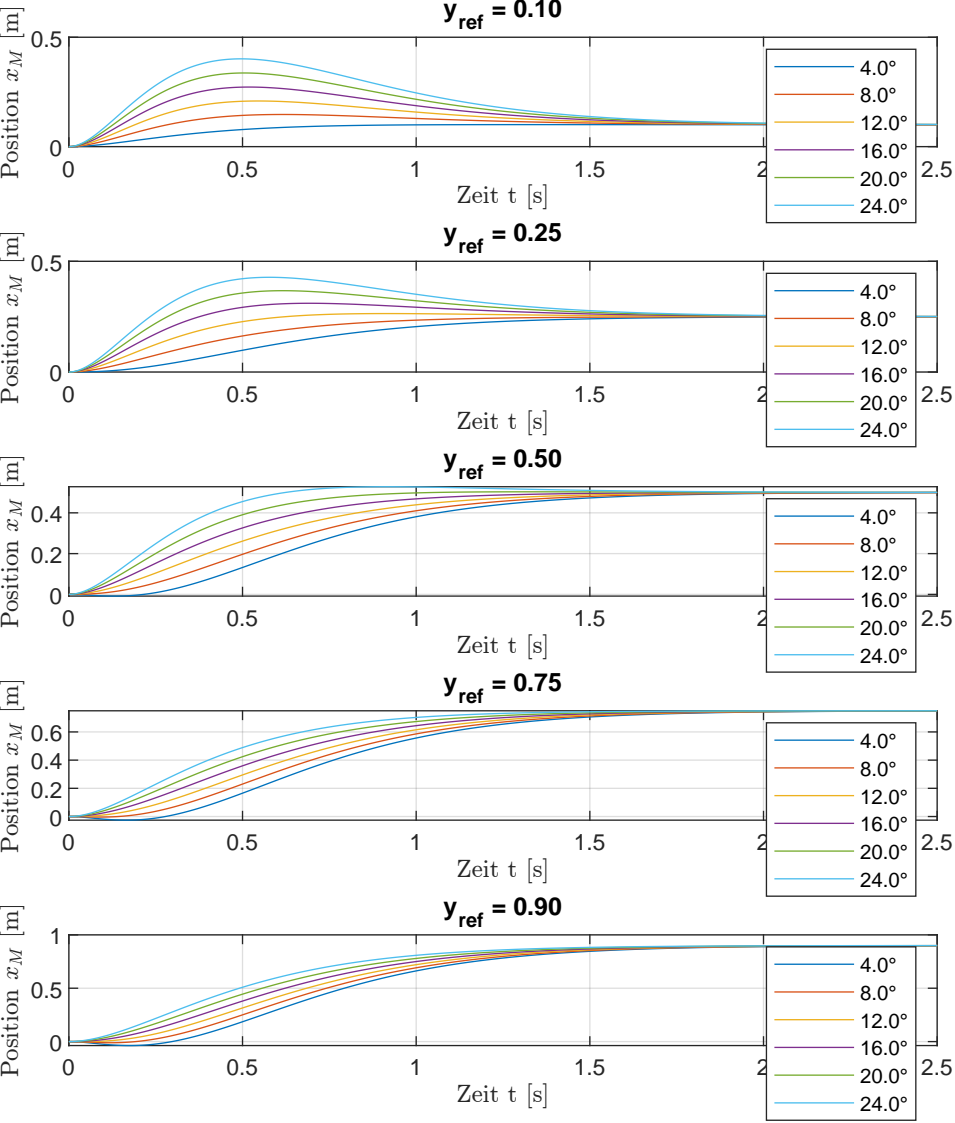 y_ref = 0.10
Position x_M [m]
0.5
0
0 0.5 1 1.5 2 2.5
Zeit t [s]
4.0°
8.0°
12.0°
16.0°
20.0°
24.0°
y_ref = 0.25
Position x_M [m]
0.5
0
0 0.5 1 1.5 2 2.5
Zeit t [s]
4.0°
8.0°
12.0°
16.0°
20.0°
24.0°
y_ref = 0.50
Position x_M [m]
0.4
0.2
0
0 0.5 1 1.5 2 2.5
Zeit t [s]
4.0°
8.0°
12.0°
16.0°
20.0°
24.0°
y_ref = 0.75
Position x_M [m]
0.6
0.4
0.2
0
0 0.5 1 1.5 2 2.5
Zeit t [s]
4.0°
8.0°
12.0°
16.0°
20.0°
24.0°
y_ref = 0.90
Position x_M [m]
1
0.5
0
0 0.5 1 1.5 2 2.5
Zeit t [s]
4.0°
8.0°
12.0°
16.0°
20.0°
24.0°